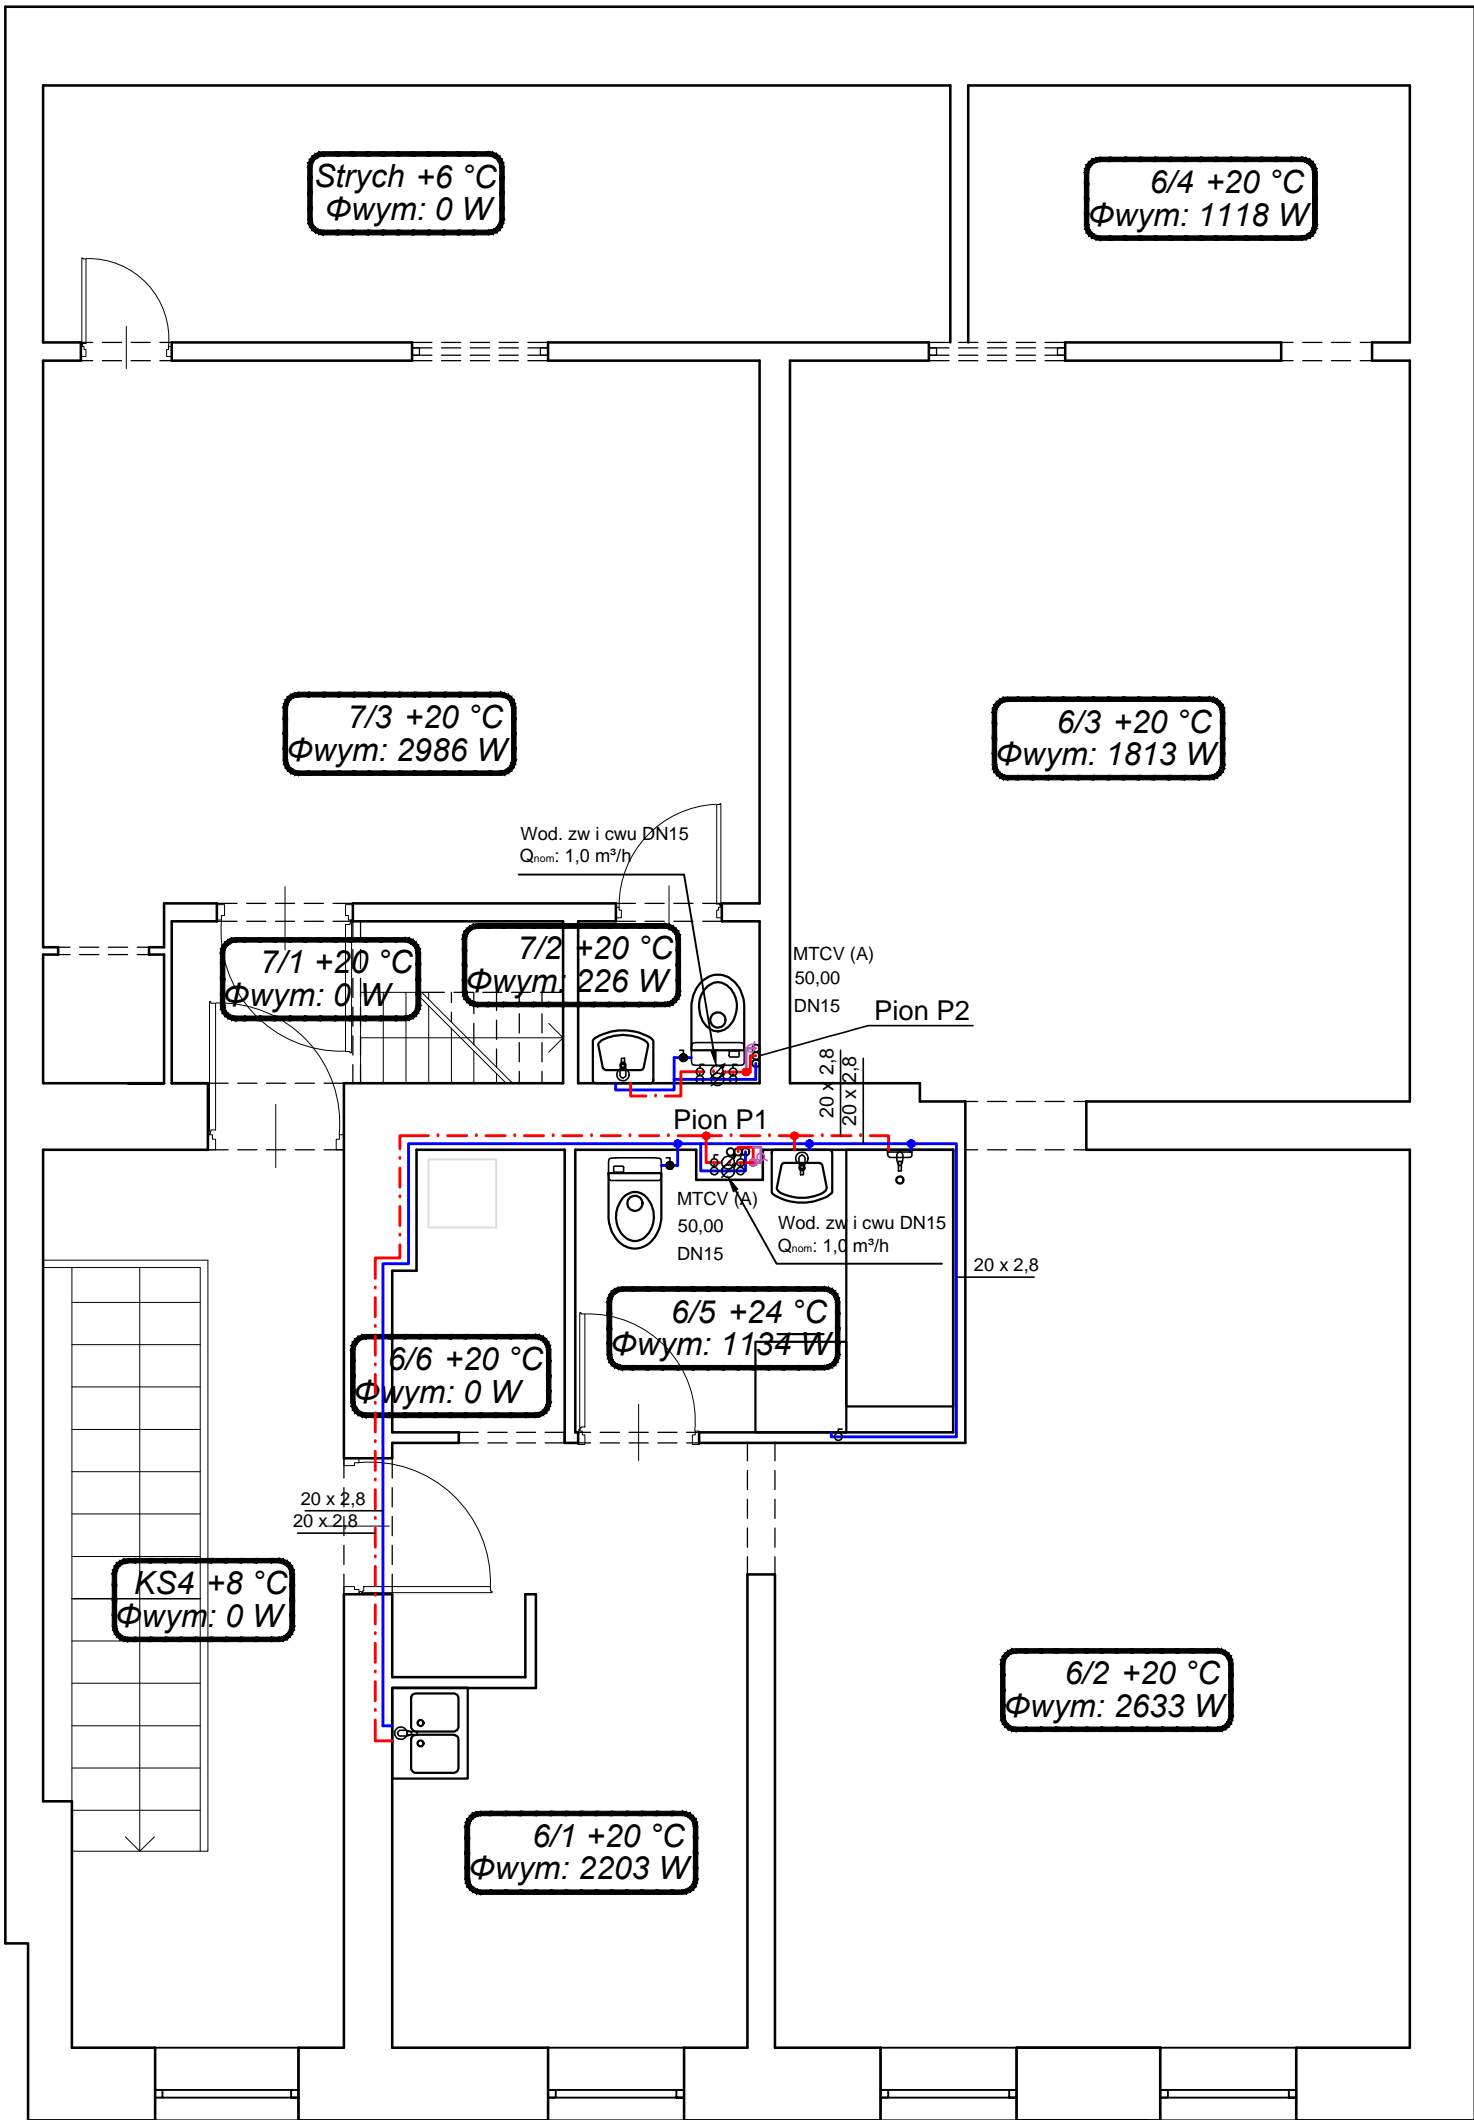 Strych +6 °C
Φwym: 0 W
6/4 +20 °C
Φwym: 1118 W
7/3 +20 °C
Φwym: 2986 W
6/3 +20 °C
Φwym: 1813 W
Wod. zw i cwu DN15
Qnom: 1,0 m³/h
7/1 +20 °C
Φwym: 0 W
7/2 +20 °C
Φwym: 226 W
MTCV (A)
50,00
DN15
Pion P2
20 x 2,8
20 x 2,8
Pion P1
MTCV (A)
50,00
DN15
Wod. zw i cwu DN15
Qnom: 1,0 m³/h
20 x 2,8
6/5 +24 °C
Φwym: 1134 W
6/6 +20 °C
Φwym: 0 W
20 x 2,8
20 x 2,8
KS4 +8 °C
Φwym: 0 W
6/2 +20 °C
Φwym: 2633 W
6/1 +20 °C
Φwym: 2203 W